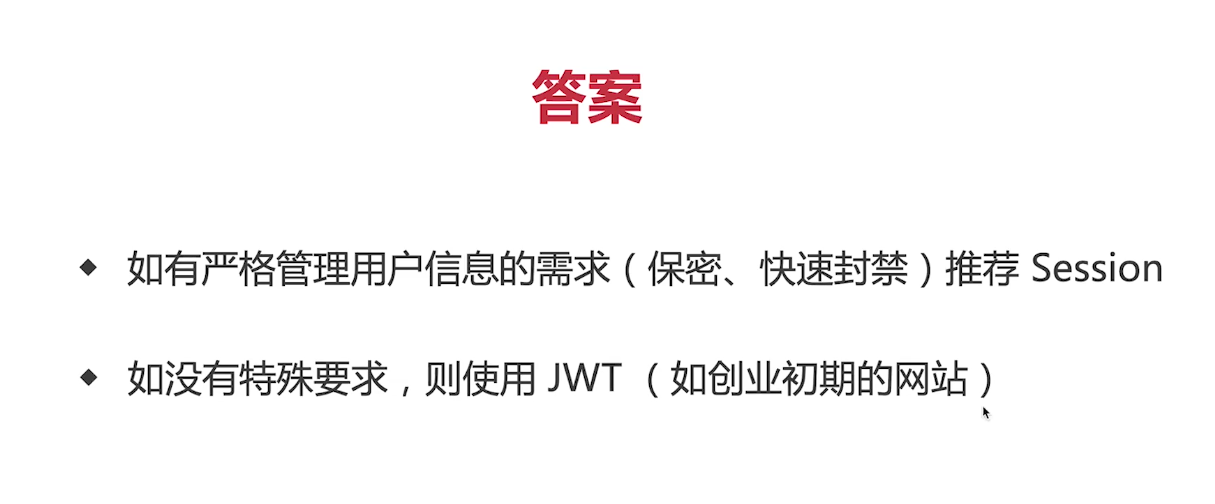 答案
◆ 如有严格管理用户信息的需求（保密、快速封禁）推荐 Session
◆ 如没有特殊要求，则使用 JWT （如创业初期的网站）